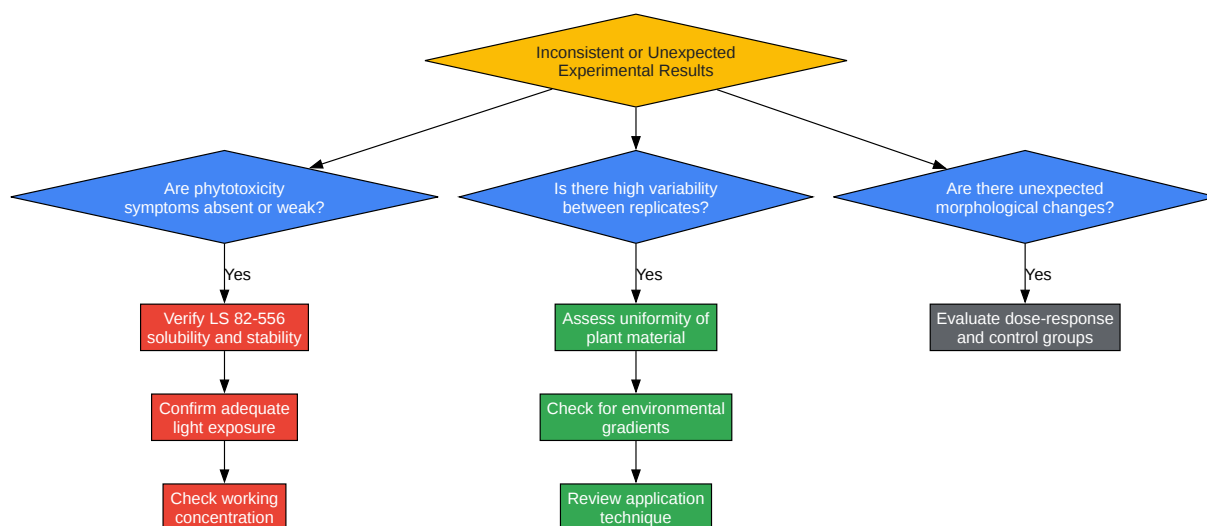 Inconsistent or Unexpected
Experimental Results
Are phytotoxicity
symptoms absent or weak?
Is there high variability
between replicates?
Are there unexpected
morphological changes?
Yes
Yes
Yes
Verify LS 82-556
solubility and stability
Assess uniformity of
plant material
Evaluate dose-response
and control groups
Confirm adequate
light exposure
Check for environmental
gradients
Check working
concentration
Review application
technique